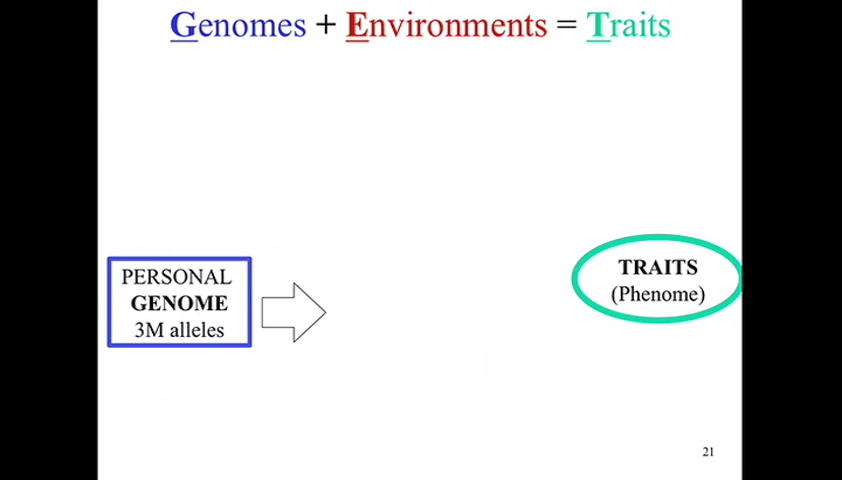 Genomes + Environments = Traits
PERSONAL
GENOME
3M alleles
TRAITS
(Phenome)
21